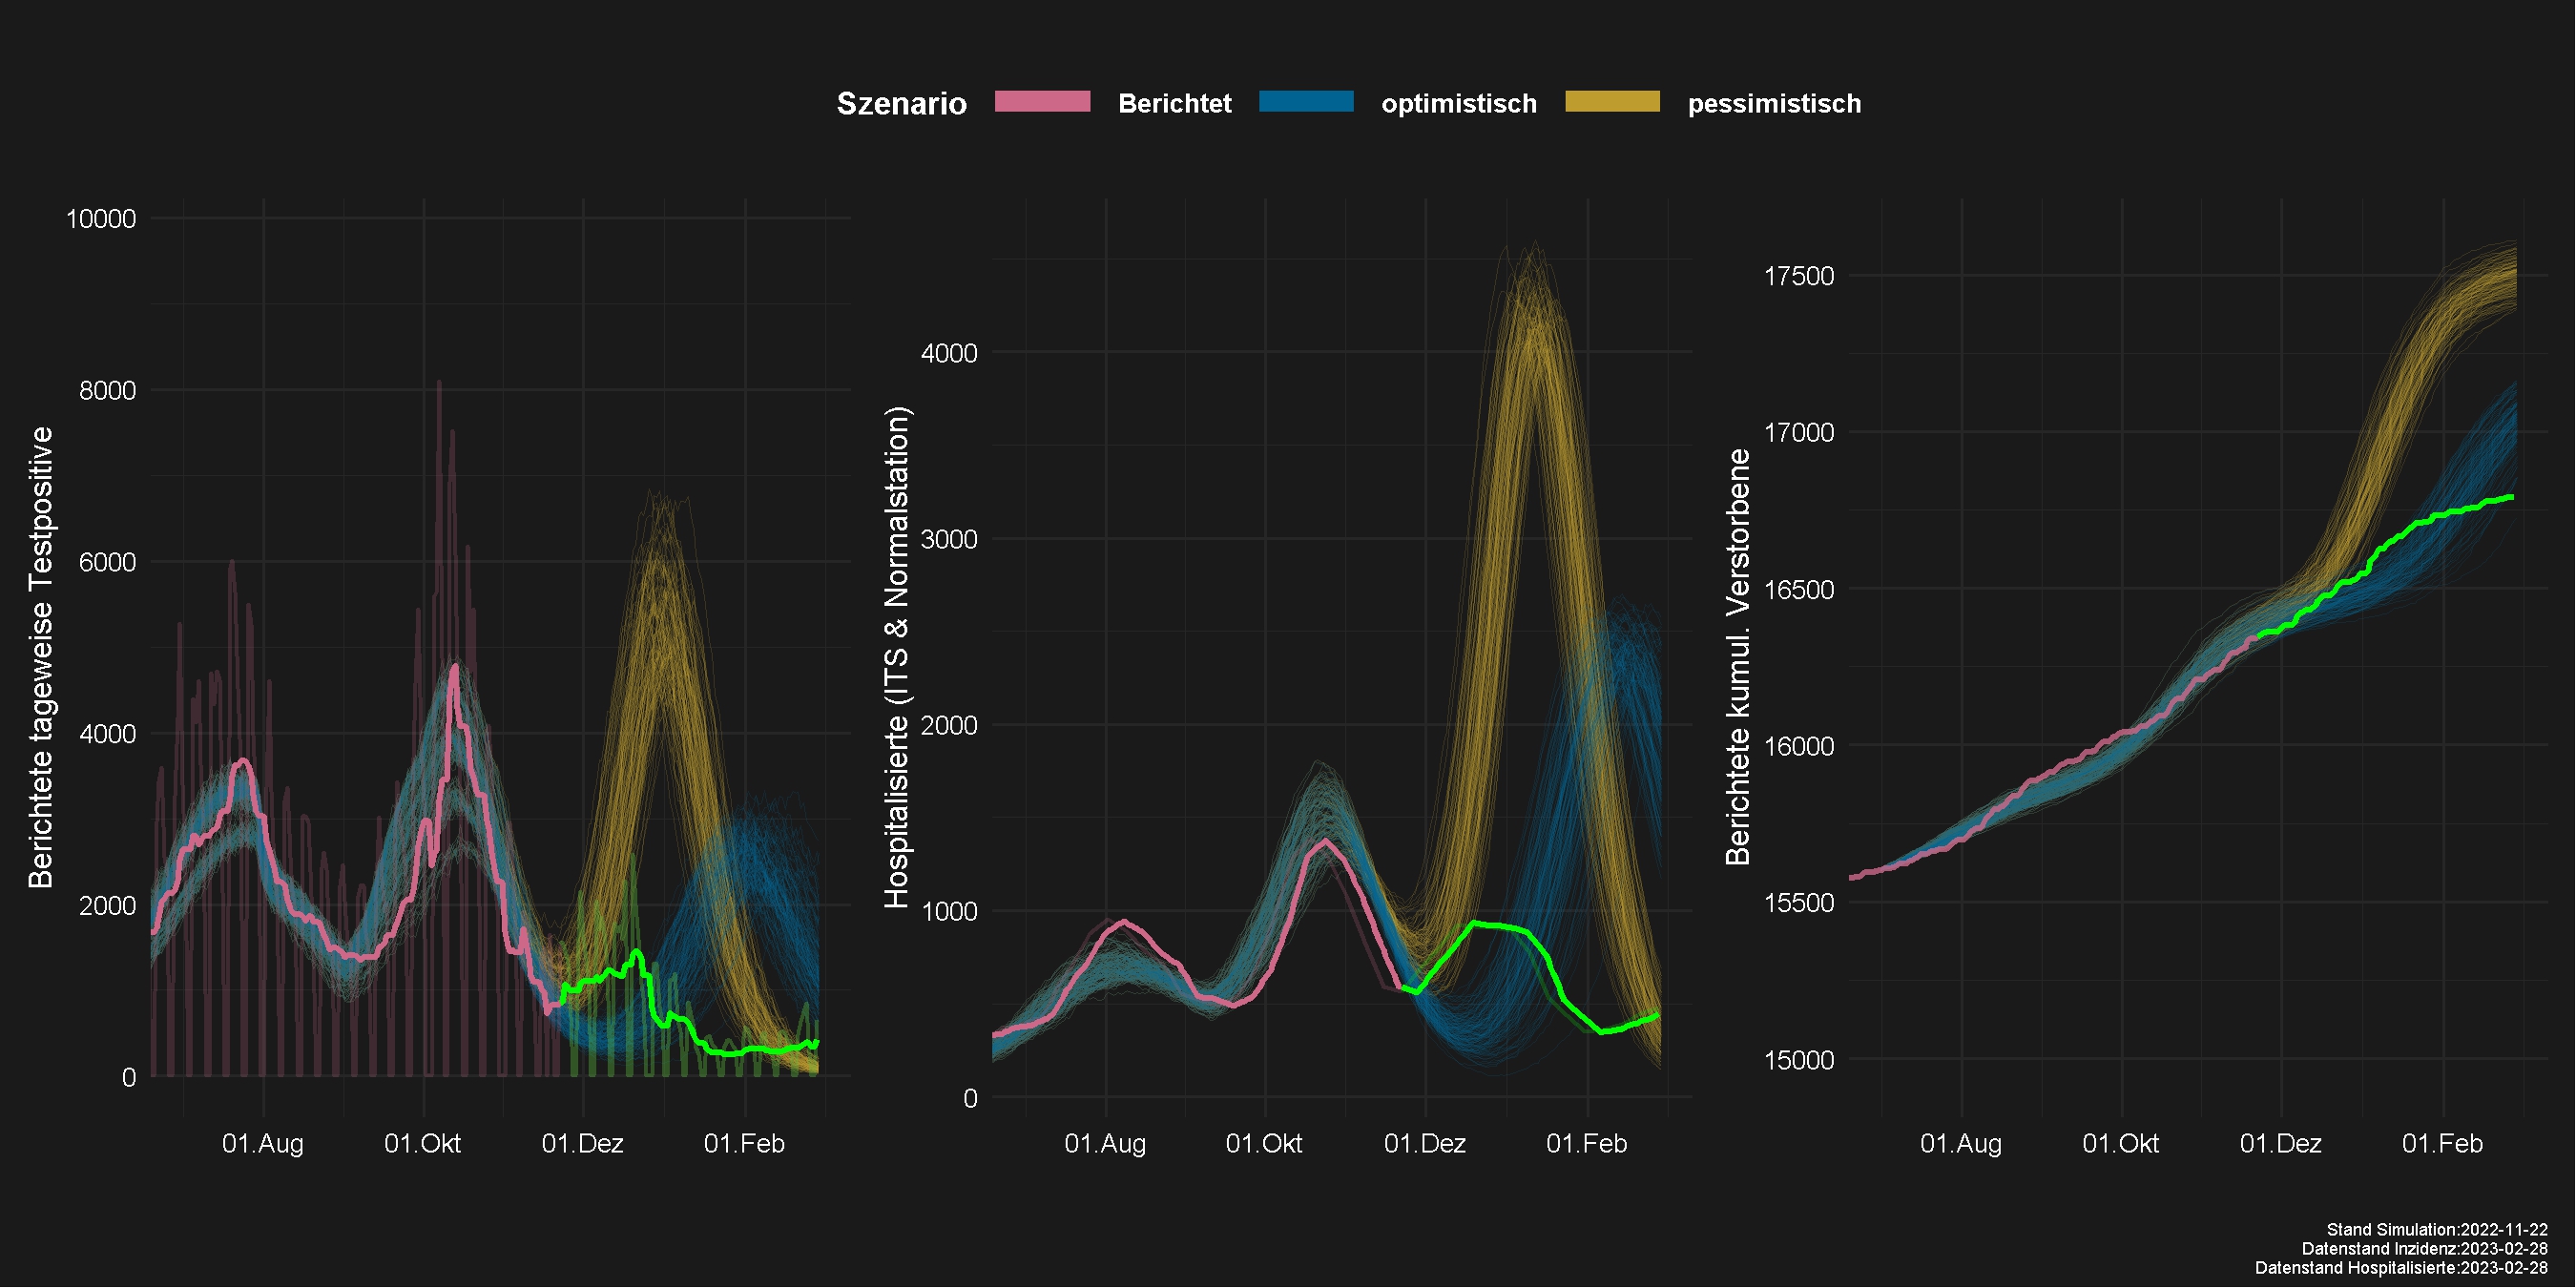 Szenario Berichtet optimistisch pessimistisch
Berichtete tageweise Testpositive
10000
8000
6000
4000
2000
0
01.Aug 01.Okt 01.Dez 01.Feb
Hospitalisierte (ITS & Normalstation)
4000
3000
2000
1000
0
01.Aug 01.Okt 01.Dez 01.Feb
Berichtete kumul. Verstorbene
17500
17000
16500
16000
15500
15000
01.Aug 01.Okt 01.Dez 01.Feb
Stand Simulation:2022-11-22
Datenstand Inzidenz:2023-02-28
Datenstand Hospitalisierte:2023-02-28